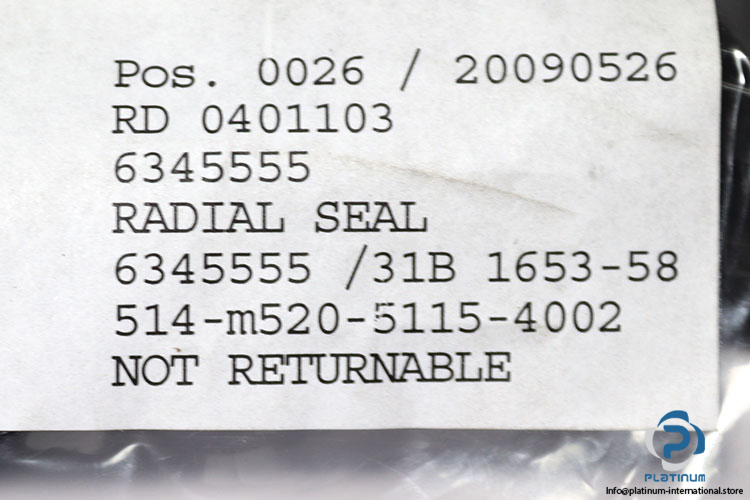 Pos. 0026 / 20090526
RD 0401103
6345555
RADIAL SEAL
6345555 /31B 1653-58
514-m520-5115-4002
NOT RETURNABLE
PLATINUM
Info@platinum-international.store